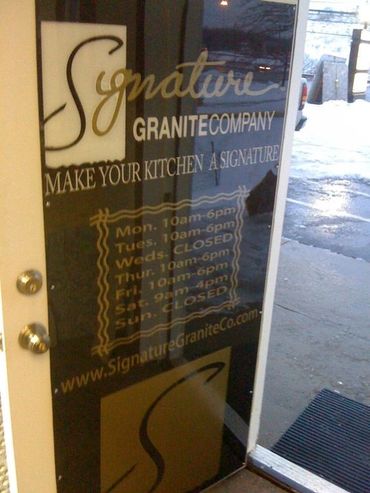 Signature
GRANITECOMPANY
MAKE YOUR KITCHEN A SIGNATURE
Mon. 10am-6pm
Tues. 10am-6pm
Weds. CLOSED
Thur. 10am-6pm
Fri. 10am-6pm
Sat. 9am-4pm
Sun. CLOSED
www.SignatureGraniteCo.com
S